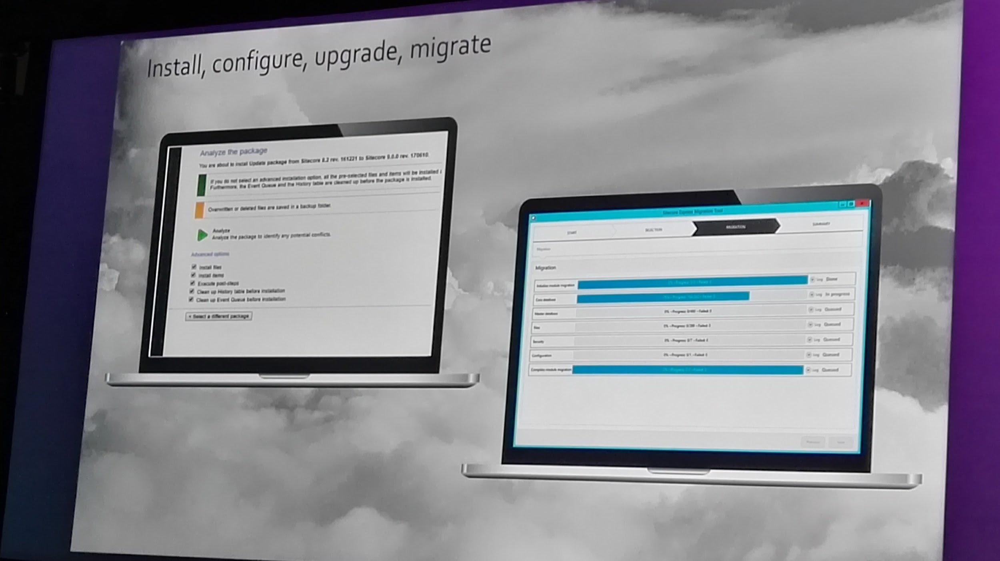 Install, configure, upgrade, migrate
Analyze the package
You are about to install Update package from Sitecore 8.2 rev. 161221 to Sitecore 9.0.0 rev. 170610.
If you do not select an advanced installation option, all the pre-selected files and items will be installed
Furthermore, the Event Queue and the History table are cleaned up before the package is installed.
Overwritten or deleted files are saved in a backup folder.
Analyze
Analyze the package to identify any potential conflicts.
Advanced options
Install files
Install items
Execute post-steps
Clean up History table before installation
Clean up Event Queue before installation
< Select a different package
Sitecore Express Migration Tool
START SELECTION MIGRATION SUMMARY
Migration
Migration
Initialize module migration Log Done
Core database Log In progress
Master database 0% - Progress Failed: 0 Log Queued
Files 0% - Progress Failed: 0 Log Queued
Security 0% - Progress 0/7 - Failed: 0 Log Queued
Configuration 0% - Progress 0/1 - Failed: 0 Log Queued
Complete module migration Log Queued
Previous Next